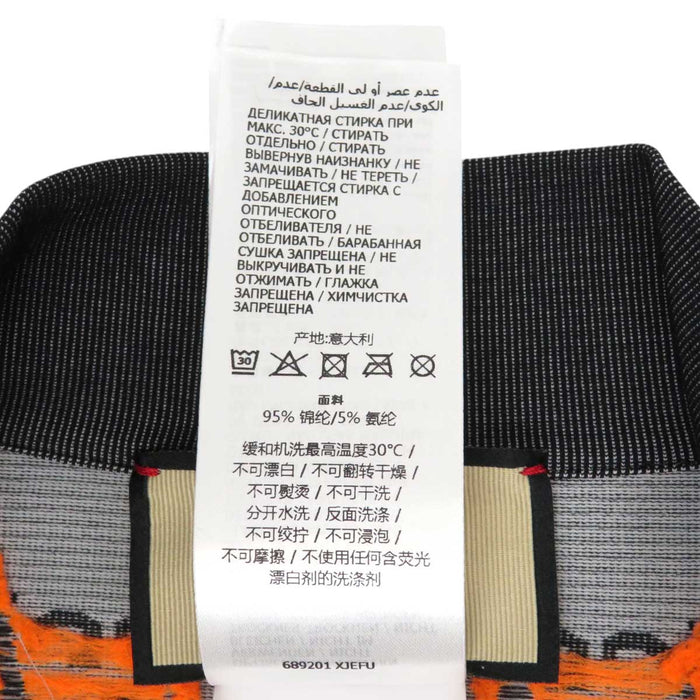 عدم عصر أو لي القطعة/عدم/
الكوي/عدم الغسيل الجاف
ДЕЛИКАТНАЯ СТИРКА ПРИ
МАКС. 30°C / СТИРАТЬ
ОТДЕЛЬНО / СТИРАТЬ
ВЫВЕРНУВ НАИЗНАНКУ / НЕ
ЗАМАЧИВАТЬ / НЕ ТЕРЕТЬ /
ЗАПРЕЩАЕТСЯ СТИРКА С
ДОБАВЛЕНИЕМ
ОПТИЧЕСКОГО
ОТБЕЛИВАТЕЛЯ / НЕ
ОТБЕЛИВАТЬ / БАРАБАННАЯ
СУШКА ЗАПРЕЩЕНА / НЕ
ВЫКРУЧИВАТЬ И НЕ
ОТЖИМАТЬ / ГЛАЖКА
ЗАПРЕЩЕНА / ХИМЧИСТКА
ЗАПРЕЩЕНА
产地:意大利
30
面料
95% 锦纶/5% 氨纶
缓和机洗最高温度30°C /
不可漂白 / 不可翻转干燥 /
不可熨烫 / 不可干洗 /
分开水洗 / 反面洗涤 /
不可绞拧 / 不可浸泡 /
不可摩擦 / 不使用任何含荧光
漂白剂的洗涤剂
689201 XJEFU